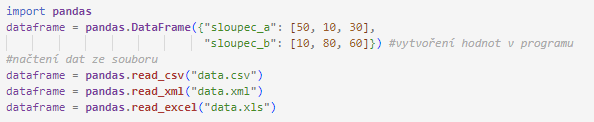 import pandas
dataframe = pandas.DataFrame({"sloupec_a": [50, 10, 30],
"sloupec_b": [10, 80, 60]}) #vytvoření hodnot v programu
#načtení dat ze souboru
dataframe = pandas.read_csv("data.csv")
dataframe = pandas.read_xml("data.xml")
dataframe = pandas.read_excel("data.xls")